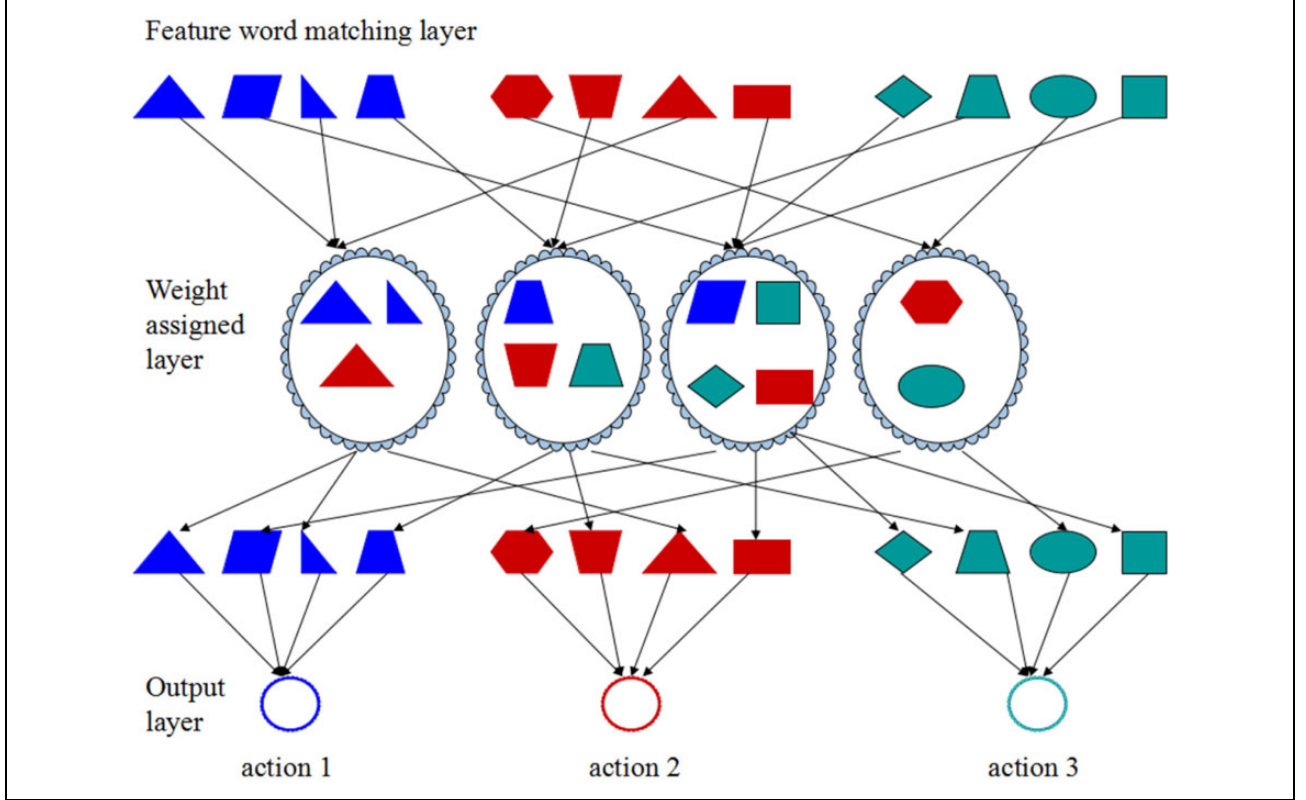 Feature word matching layer
Weight
assigned
layer
Output
layer
action 1
action 2
action 3